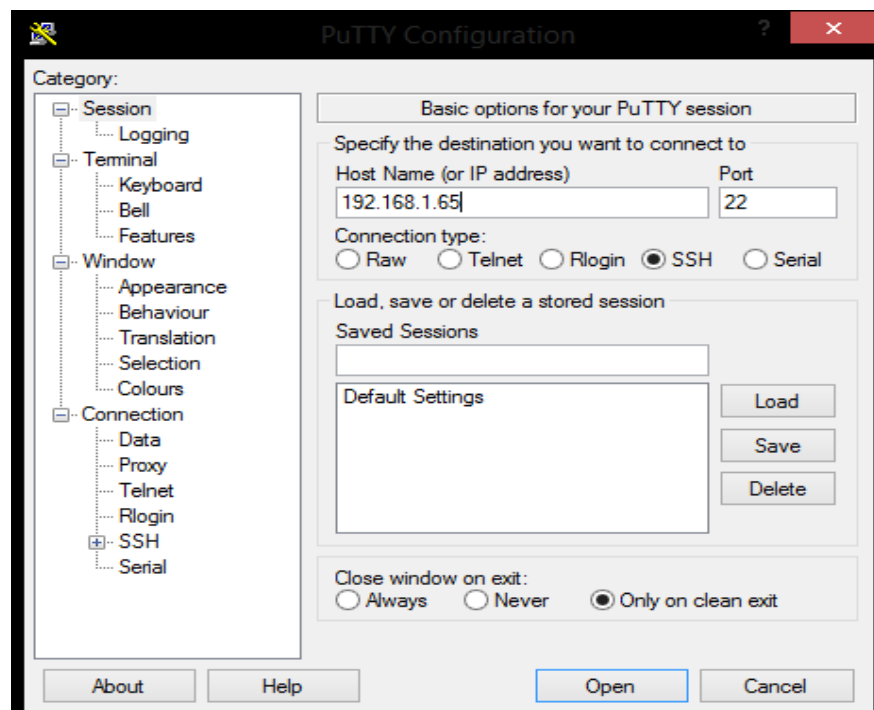 PuTTY Configuration ?
Category:
Session
Logging
Terminal
Keyboard
Bell
Features
Window
Appearance
Behaviour
Translation
Selection
Colours
Connection
Data
Proxy
Telnet
Rlogin
SSH
Serial
Basic options for your PuTTY session
Specify the destination you want to connect to
Host Name (or IP address) Port
192.168.1.65 22
Connection type:
Raw Telnet Rlogin SSH Serial
Load, save or delete a stored session
Saved Sessions
Default Settings
Load
Save
Delete
Close window on exit:
Always Never Only on clean exit
About Help Open Cancel